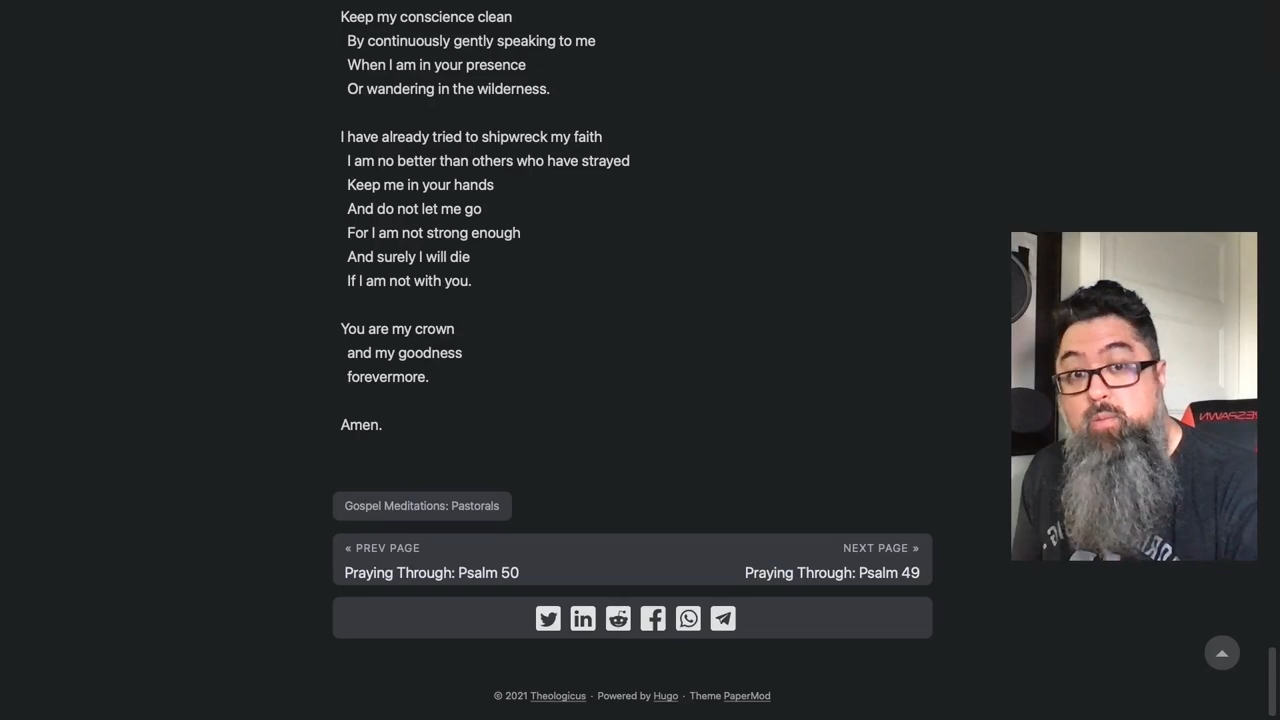 Keep my conscience clean
By continuously gently speaking to me
When I am in your presence
Or wandering in the wilderness.
I have already tried to shipwreck my faith
I am no better than others who have strayed
Keep me in your hands
And do not let me go
For I am not strong enough
And surely I will die
If I am not with you.
You are my crown
and my goodness
forevermore.
Amen.
Gospel Meditations: Pastorals
« PREV PAGE
Praying Through: Psalm 50
NEXT PAGE »
Praying Through: Psalm 49
© 2021 Theologicus · Powered by Hugo · Theme PaperMod